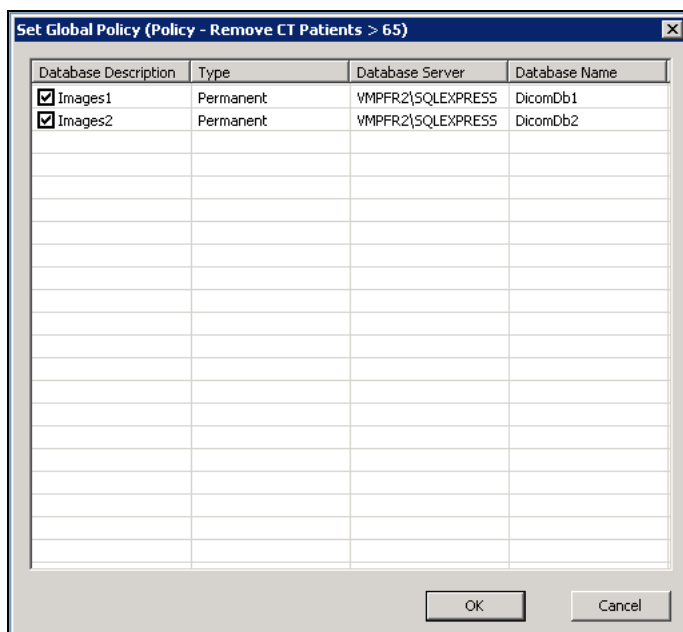 Set Global Policy (Policy - Remove CT Patients > 65)
Database Description Type Database Server Database Name
Images1 Permanent VMPFR2\SQLEXPRESS DicomDb1
Images2 Permanent VMPFR2\SQLEXPRESS DicomDb2
OK Cancel